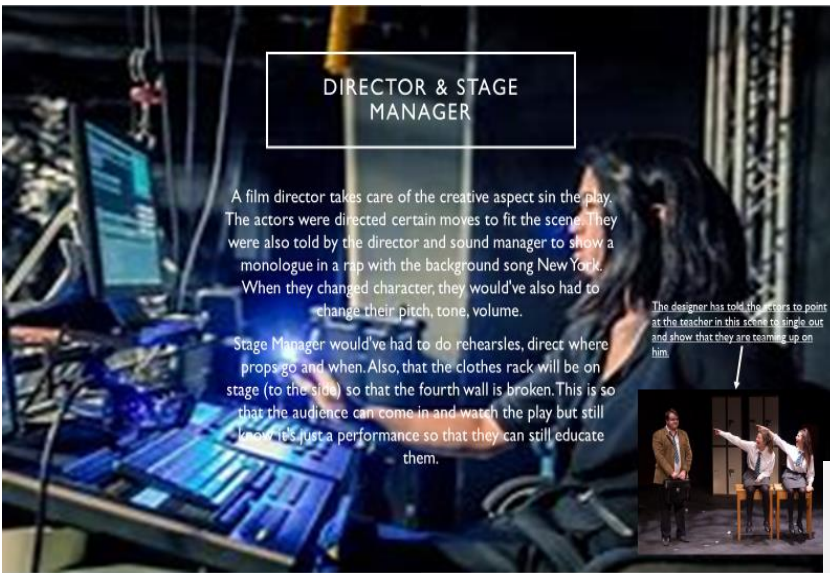 DIRECTOR & STAGE
MANAGER
A film director takes care of the creative aspect sin the play.
The actors were directed certain moves to fit the scene. They
were also told by the director and sound manager to show a
monologue in a rap with the background song New York.
When they changed character, they would've also had to
change their pitch, tone, volume.
Stage Manager would've had to do rehearsles, direct where
props go and when. Also, that the clothes rack will be on
stage (to the side) so that the fourth wall is broken. This is so
that the audience can come in and watch the play but still
know it's just a performance so that they can still educate
them.
The designer has told the actors to point
at the teacher in this scene to single out
and show that they are teaming up on
him.